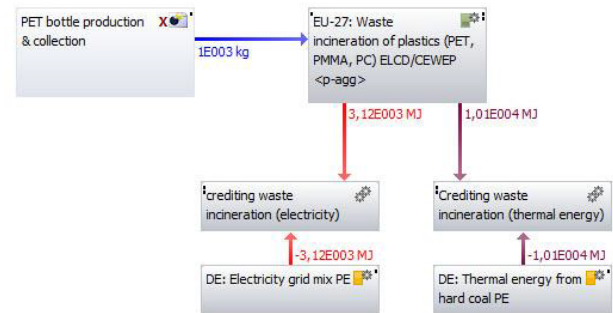 PET bottle production
& collection
X
1E003 kg
EU-27: Waste
incineration of plastics (PET,
PMMA, PC) ELCD/CEWEP
<p-agg>
3,12E003 MJ
1,01E004 MJ
crediting waste
incineration (electricity)
Crediting waste
incineration (thermal energy)
-3,12E003 MJ
-1,01E004 MJ
DE: Electricity grid mix PE
DE: Thermal energy from
hard coal PE